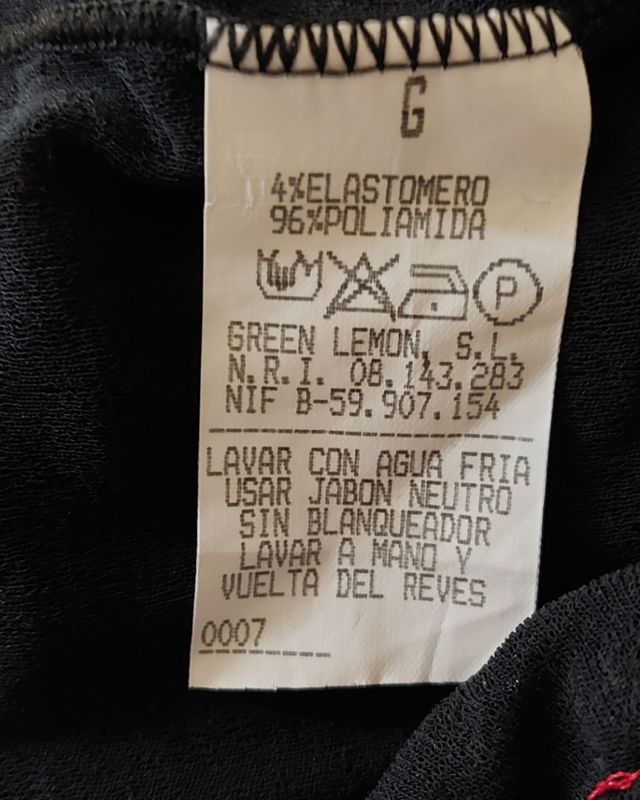 G
4%ELASTOMERO
96%POLIAMIDA
P
GREEN LEMON, S.L.
N.R.I. 08.143.283
NIF B-59.907.154
LAVAR CON AGUA FRIA
USAR JABON NEUTRO
SIN BLANQUEADOR
LAVAR A MANO Y
VUELTA DEL REVES
0007